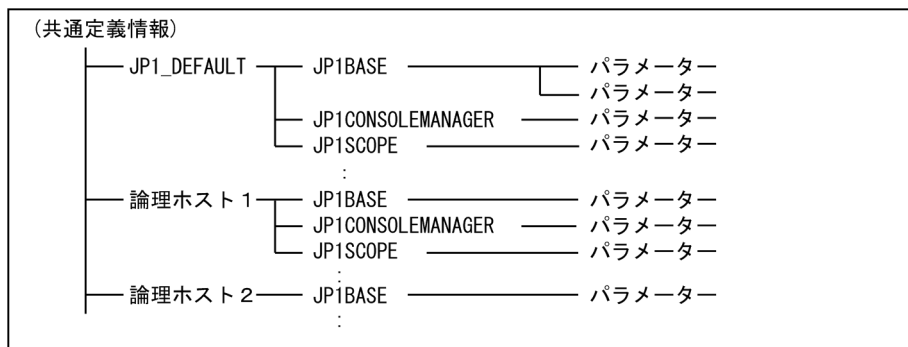 (共通定義情報)
JP1_DEFAULT JP1BASE パラメーター
パラメーター
JP1CONSOLEMANAGER パラメーター
JP1SCOPE パラメーター
:
論理ホスト１ JP1BASE パラメーター
JP1CONSOLEMANAGER パラメーター
JP1SCOPE パラメーター
:
論理ホスト２ JP1BASE パラメーター
: